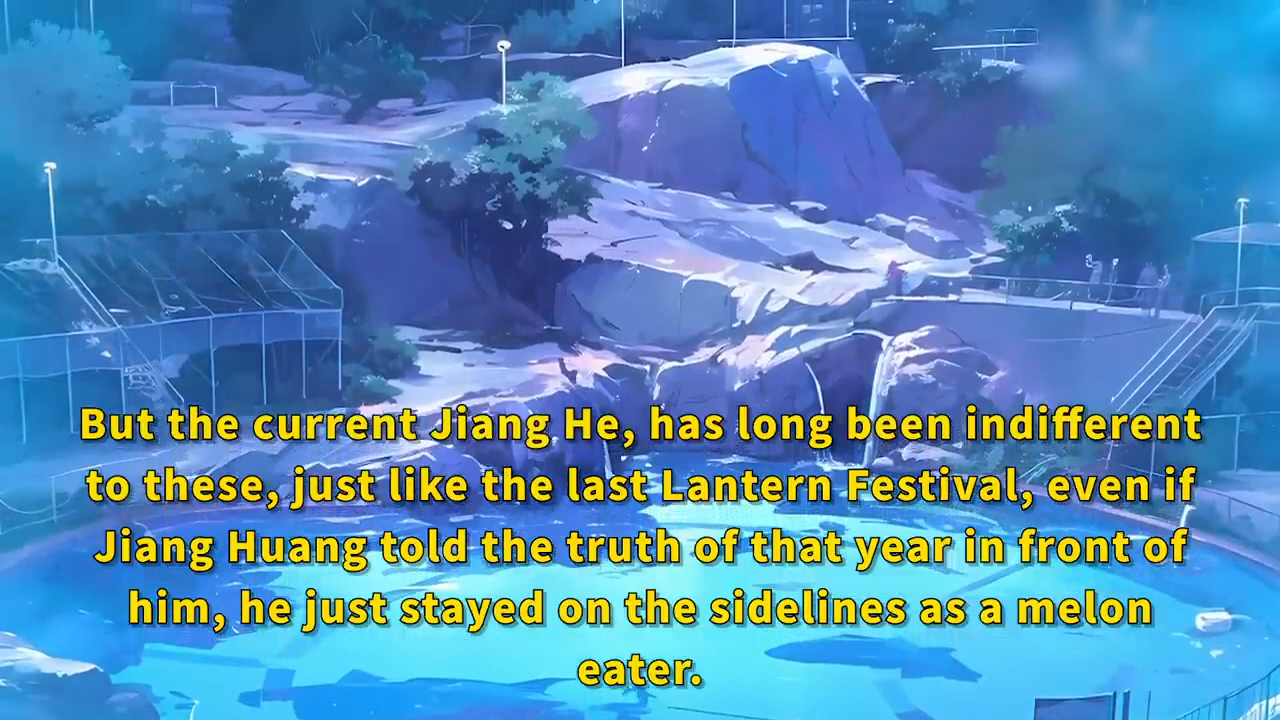 But the current Jiang He, has long been indifferent
to these, just like the last Lantern Festival, even if
Jiang Huang told the truth of that year in front of
him, he just stayed on the sidelines as a melon
eater.